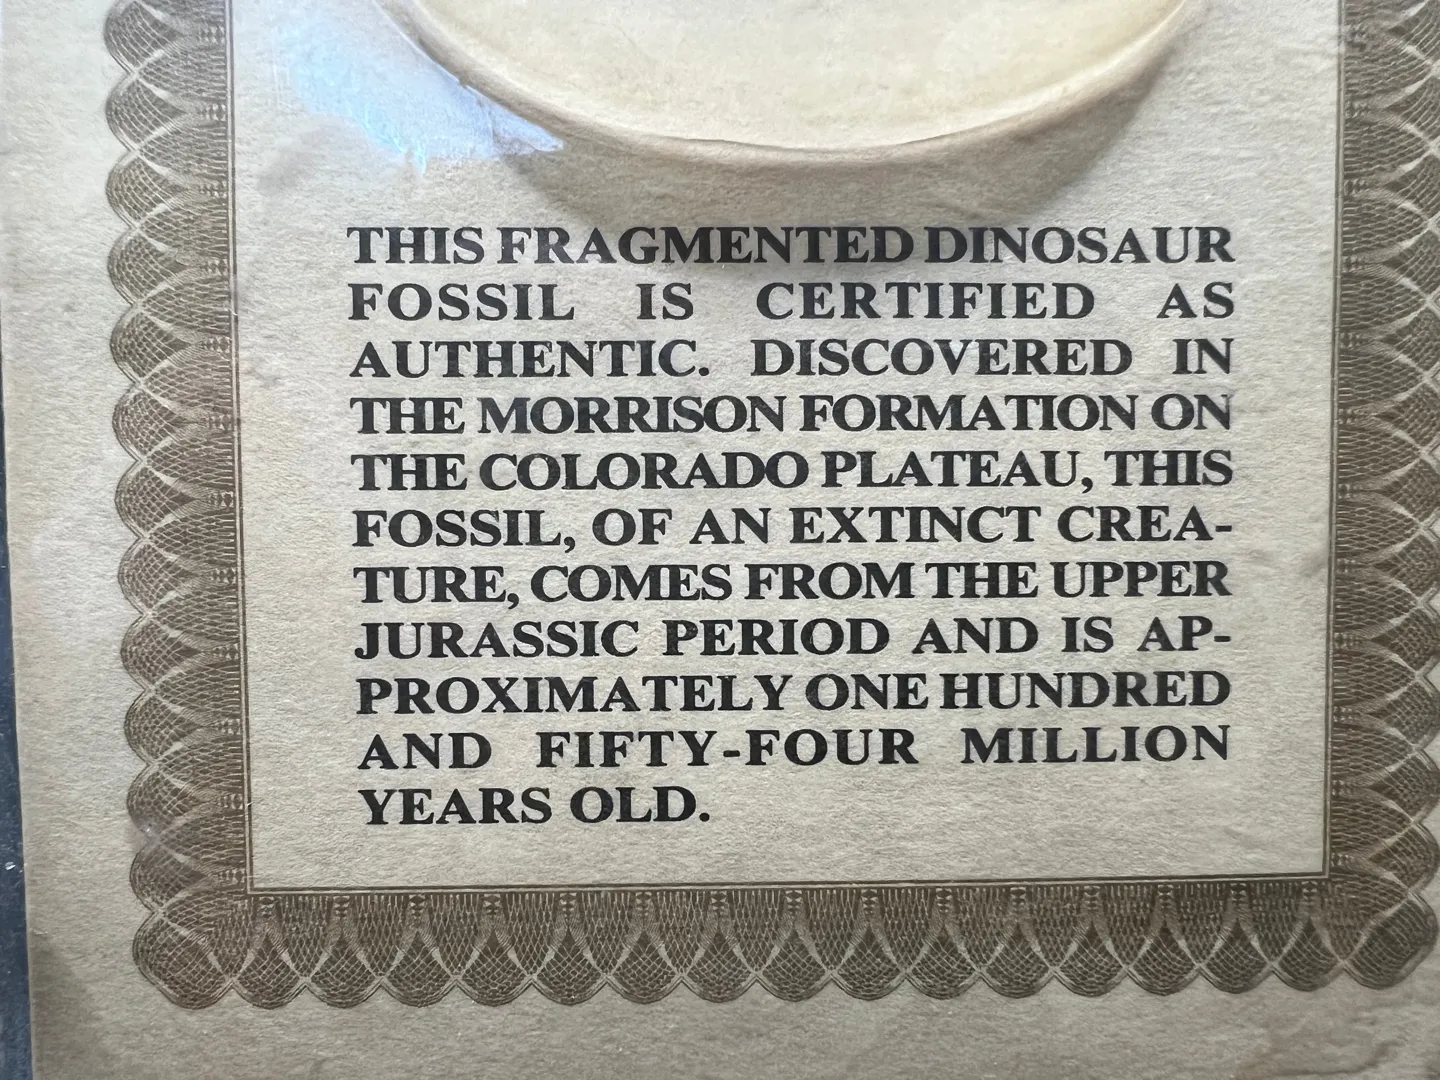 THIS FRAGMENTED DINOSAUR
FOSSIL IS CERTIFIED AS
AUTHENTIC. DISCOVERED IN
THE MORRISON FORMATION ON
THE COLORADO PLATEAU, THIS
FOSSIL, OF AN EXTINCT CREA-
TURE, COMES FROM THE UPPER
JURASSIC PERIOD AND IS AP-
PROXIMATELY ONE HUNDRED
AND FIFTY-FOUR MILLION
YEARS OLD.